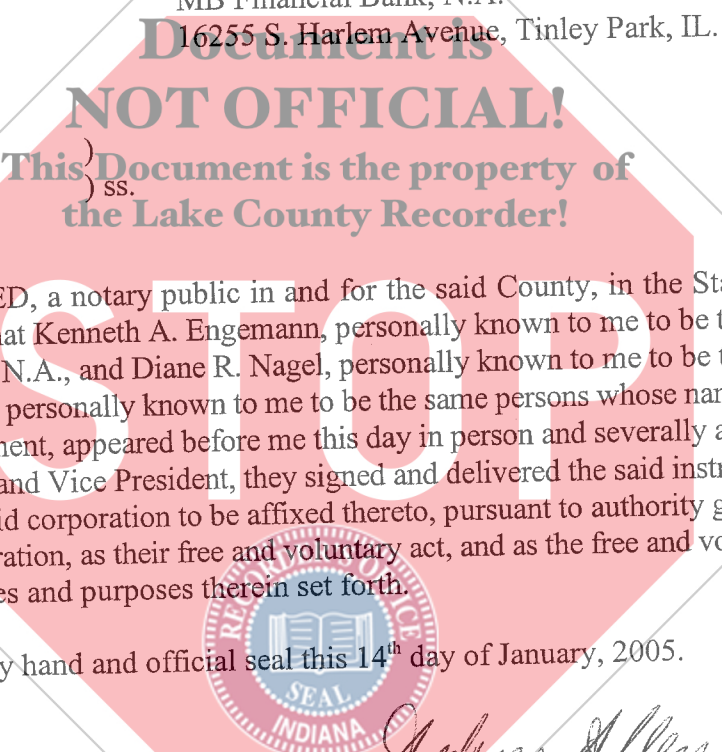 MB Financial Bank, N.A.
16255 S. Harlem Avenue, Tinley Park, IL.
Document is
NOT OFFICIAL!
)
This Document is the property of
) ss.
the Lake County Recorder!
STOP
ED, a notary public in and for the said County, in the Sta
hat Kenneth A. Engemann, personally known to me to be t
N.A., and Diane R. Nagel, personally known to me to be t
personally known to me to be the same persons whose nam
ment, appeared before me this day in person and severally a
and Vice President, they signed and delivered the said instr
id corporation to be affixed thereto, pursuant to authority g
ration, as their free and voluntary act, and as the free and vo
es and purposes therein set forth.
y hand and official seal this 14th day of January, 2005.
RECORDER'S OFFICE
SEAL
INDIANA